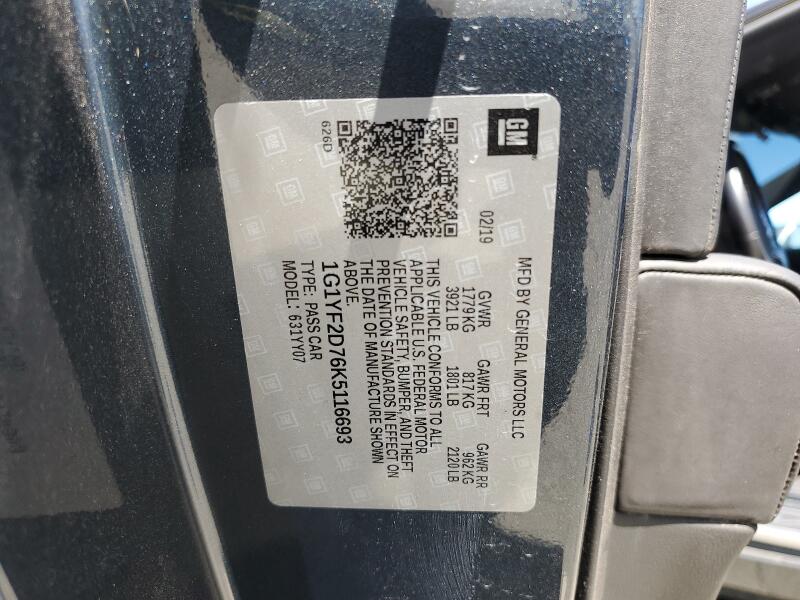 GM
MFD BY GENERAL MOTORS LLC
02/19
GVWR GAWR FRT GAWR RR
1779 KG 817 KG 962 KG
3921 LB 1801 LB 2120 LB
THIS VEHICLE CONFORMS TO ALL
APPLICABLE U.S. FEDERAL MOTOR
VEHICLE SAFETY, BUMPER, AND THEFT
PREVENTION STANDARDS IN EFFECT ON
THE DATE OF MANUFACTURE SHOWN
ABOVE.
1G1YF2D76K5116693
TYPE: PASS CAR
MODEL: 631YY07
626D